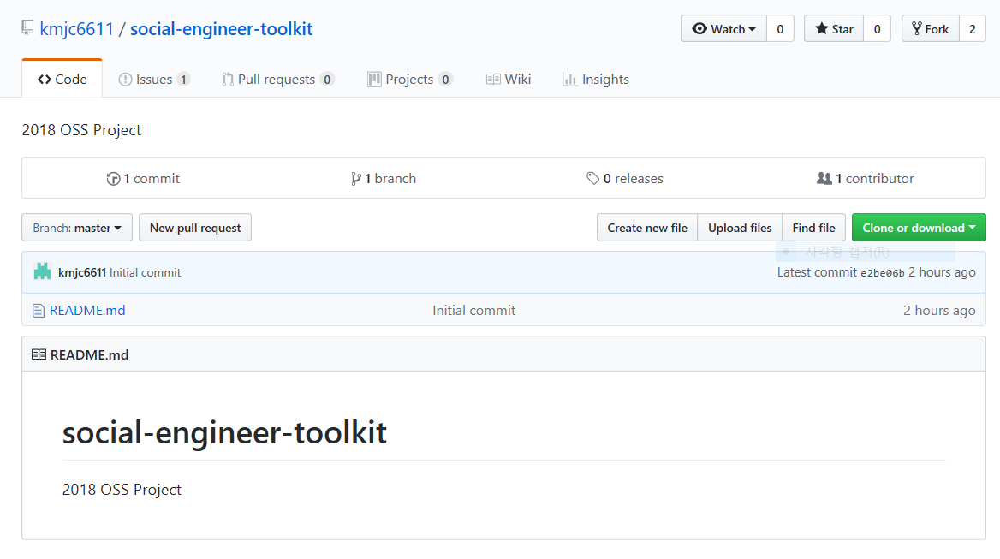 kmjc6611 / social-engineer-toolkit
Watch 0 Star 0 Fork 2
Code Issues 1 Pull requests 0 Projects 0 Wiki Insights
2018 OSS Project
1 commit 1 branch 0 releases 1 contributor
Branch: master New pull request Create new file Upload files Find file Clone or download
사각형 캡처(R)
kmjc6611 Initial commit Latest commit e2be06b 2 hours ago
README.md Initial commit 2 hours ago
README.md
social-engineer-toolkit
2018 OSS Project